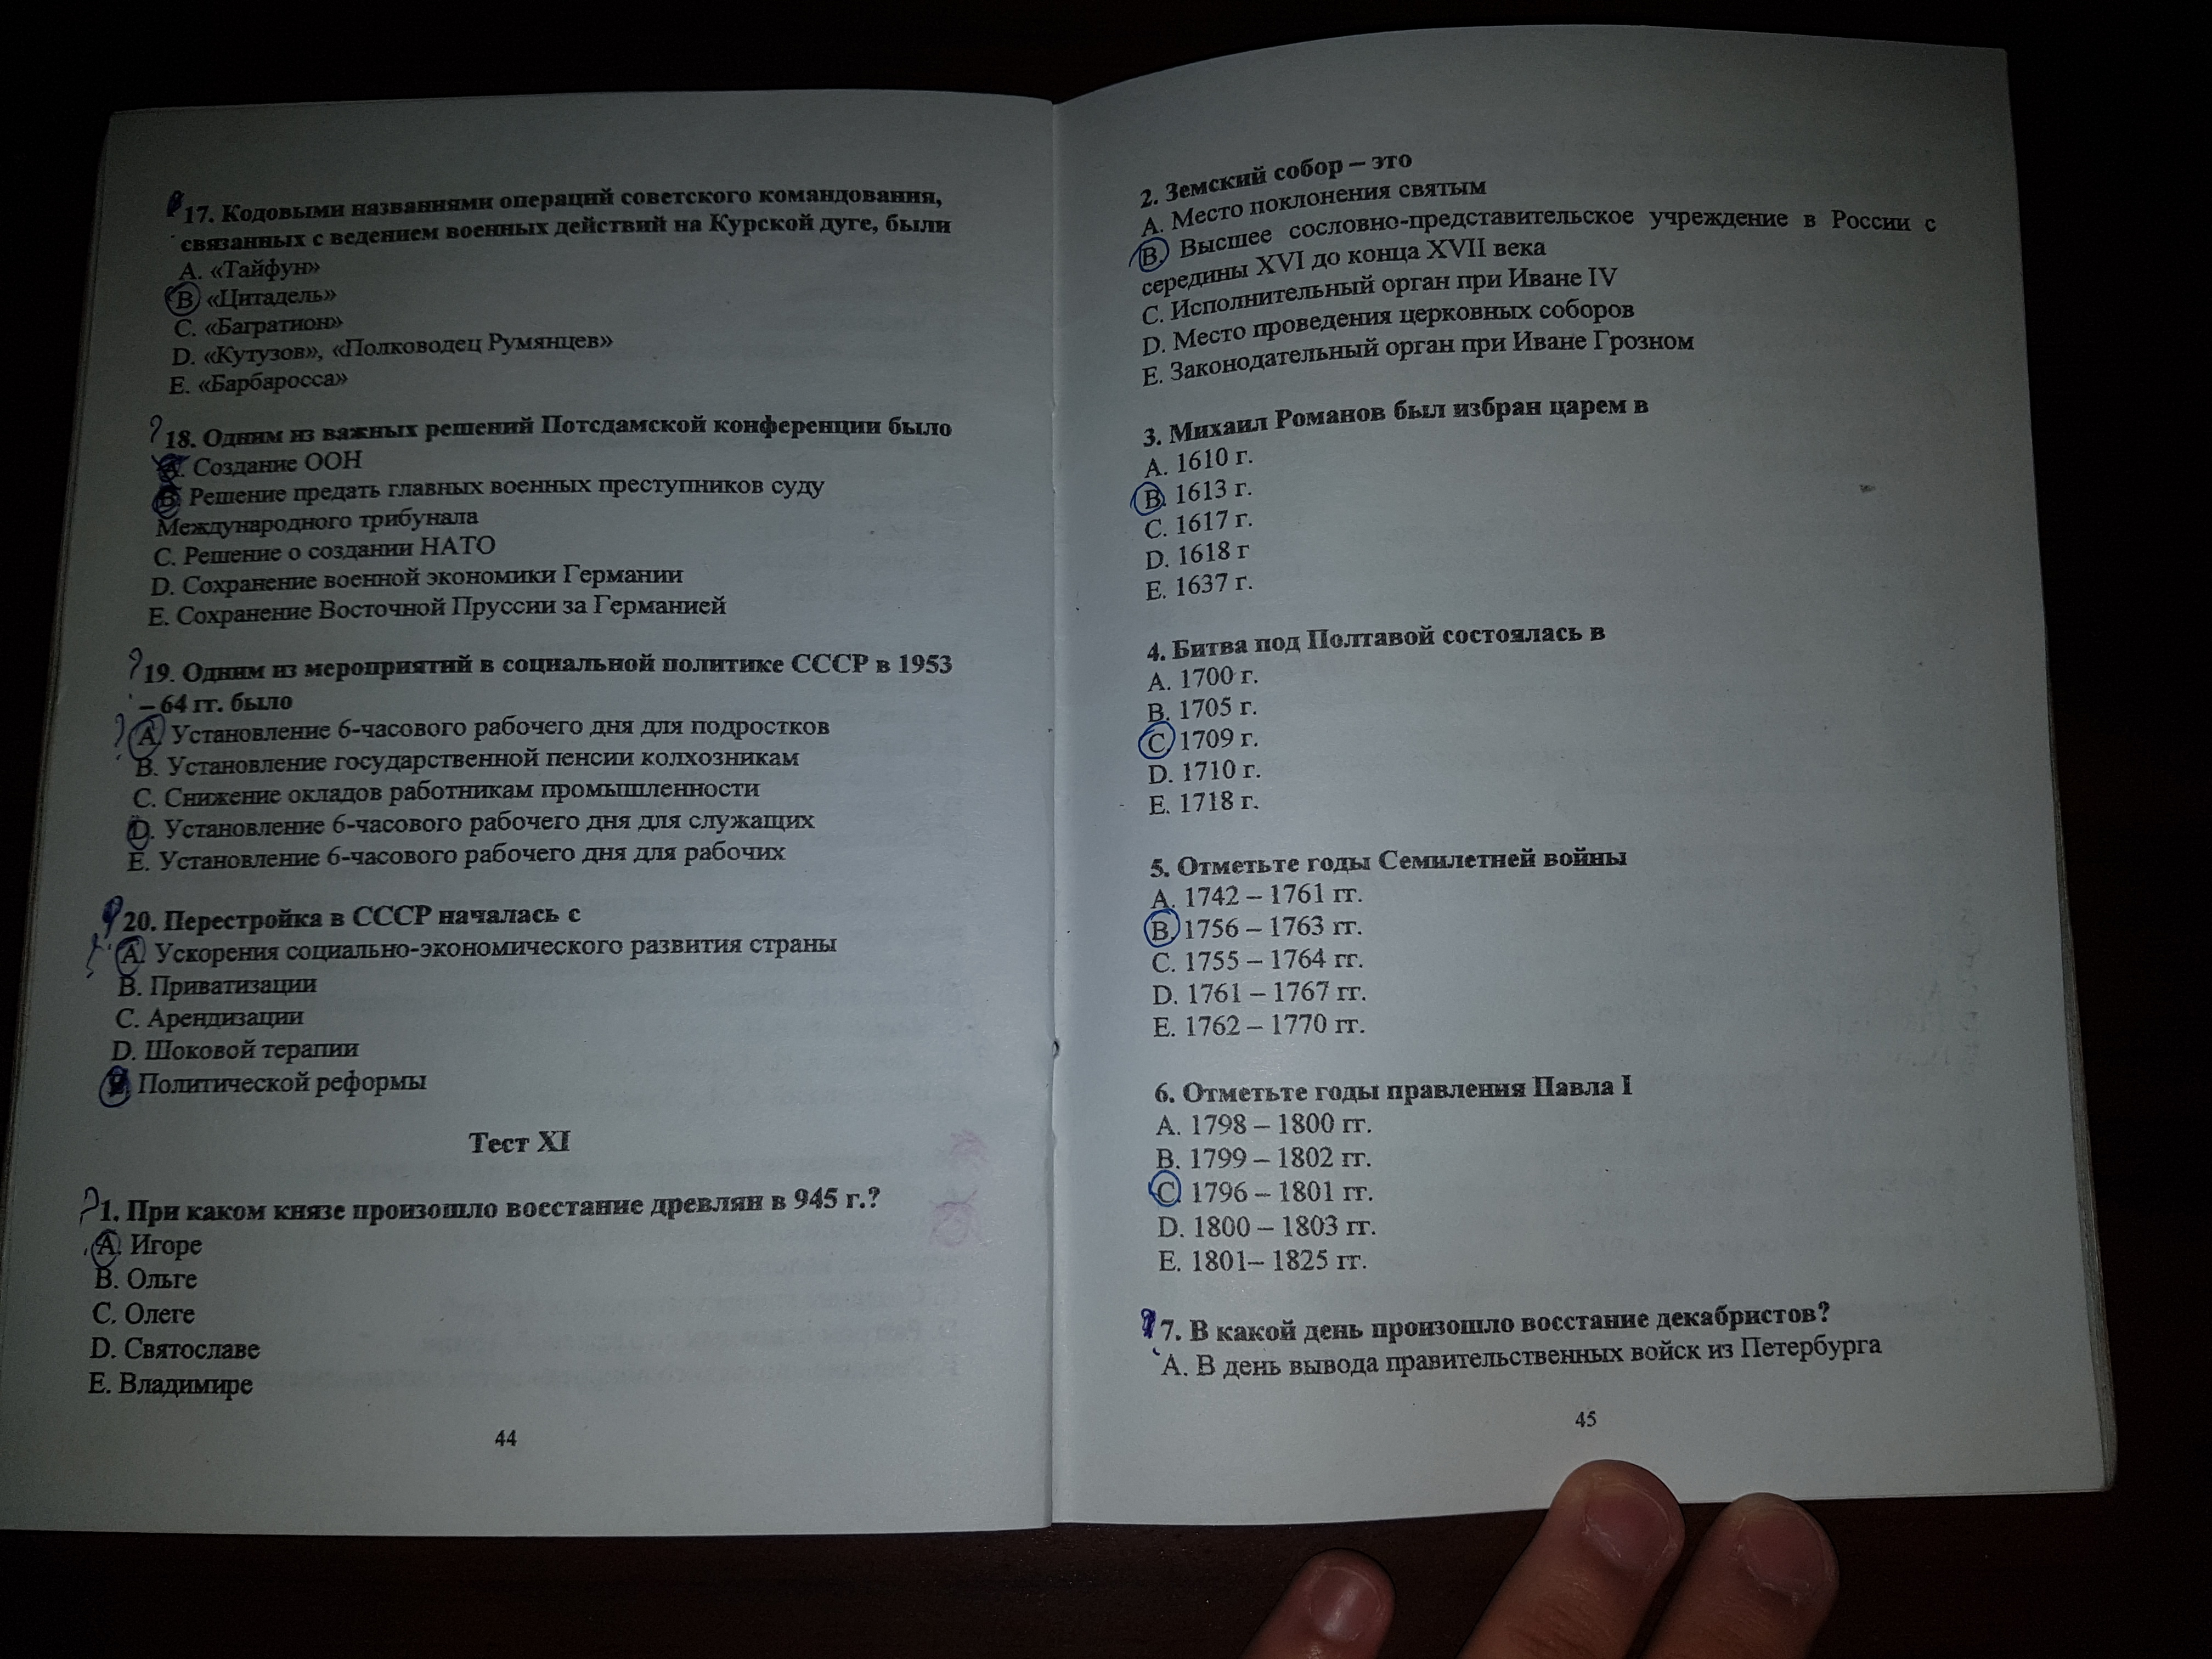 17. Кодовыми названиями операций советского командования,
связанных с ведением военных действий на Курской дуге, были
A. «Тайфун»
B «Цитадель»
C. «Багратион»
D. «Кутузов», «Полководец Румянцев»
E. «Барбаросса»
? 18. Одним из важных решений Потсдамской конференции было
A. Создание ООН
B. Решение предать главных военных преступников суду
Международного трибунала
C. Решение о создании НАТО
D. Сохранение военной экономики Германии
E. Сохранение Восточной Пруссии за Германией
? 19. Одним из мероприятий в социальной политике СССР в 1953
– 64 гг. было
A. Установление 6-часового рабочего дня для подростков
B. Установление государственной пенсии колхозникам
C. Снижение окладов работникам промышленности
D. Установление 6-часового рабочего дня для служащих
E. Установление 6-часового рабочего дня для рабочих
20. Перестройка в СССР началась с
A. Ускорения социально-экономического развития страны
B. Приватизации
C. Арендизации
D. Шоковой терапии
Политической реформы
Тест XI
? 1. При каком князе произошло восстание древлян в 945 г.?
A. Игоре
B. Ольге
C. Олеге
D. Святославе
E. Владимире
44
2. Земский собор – это
A. Место поклонения святым
B. Высшее сословно-представительское учреждение в России с
середины XVI до конца XVII века
C. Исполнительный орган при Иване IV
D. Место проведения церковных соборов
E. Законодательный орган при Иване Грозном
3. Михаил Романов был избран царем в
A. 1610 г.
B. 1613 г.
C. 1617 г.
D. 1618 г
E. 1637 г.
4. Битва под Полтавой состоялась в
A. 1700 г.
B. 1705 г.
C 1709 г.
D. 1710 г.
E. 1718 г.
5. Отметьте годы Семилетней войны
A. 1742 – 1761 гг.
B. 1756 – 1763 гг.
C. 1755 – 1764 гг.
D. 1761 – 1767 гг.
E. 1762 – 1770 гг.
6. Отметьте годы правления Павла I
A. 1798 – 1800 гг.
B. 1799 – 1802 гг.
C. 1796 – 1801 гг.
D. 1800 – 1803 гг.
E. 1801– 1825 гг.
7. В какой день произошло восстание декабристов?
A. В день вывода правительственных войск из Петербурга
45